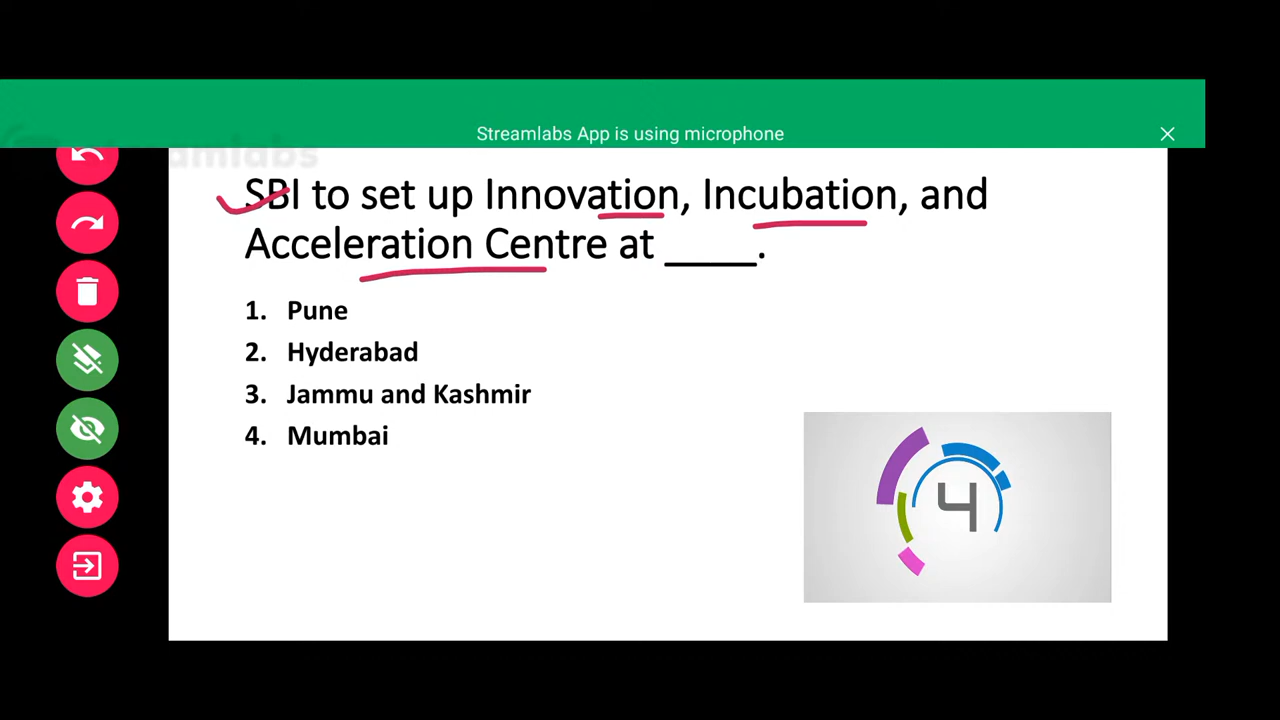 Streamlabs App is using microphone
SBI to set up Innovation, Incubation, and
Acceleration Centre at _____.
1. Pune
2. Hyderabad
3. Jammu and Kashmir
4. Mumbai
4